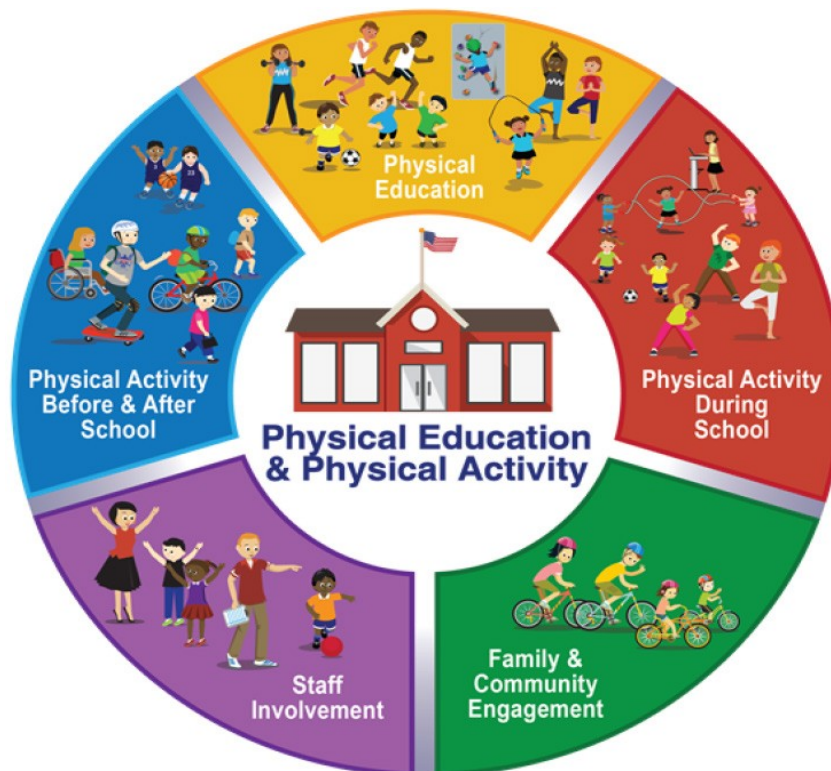 Physical
Education
Physical Activity
During
School
Family &
Community
Engagement
Staff
Involvement
Physical Activity
Before & After
School
Physical Education
& Physical Activity